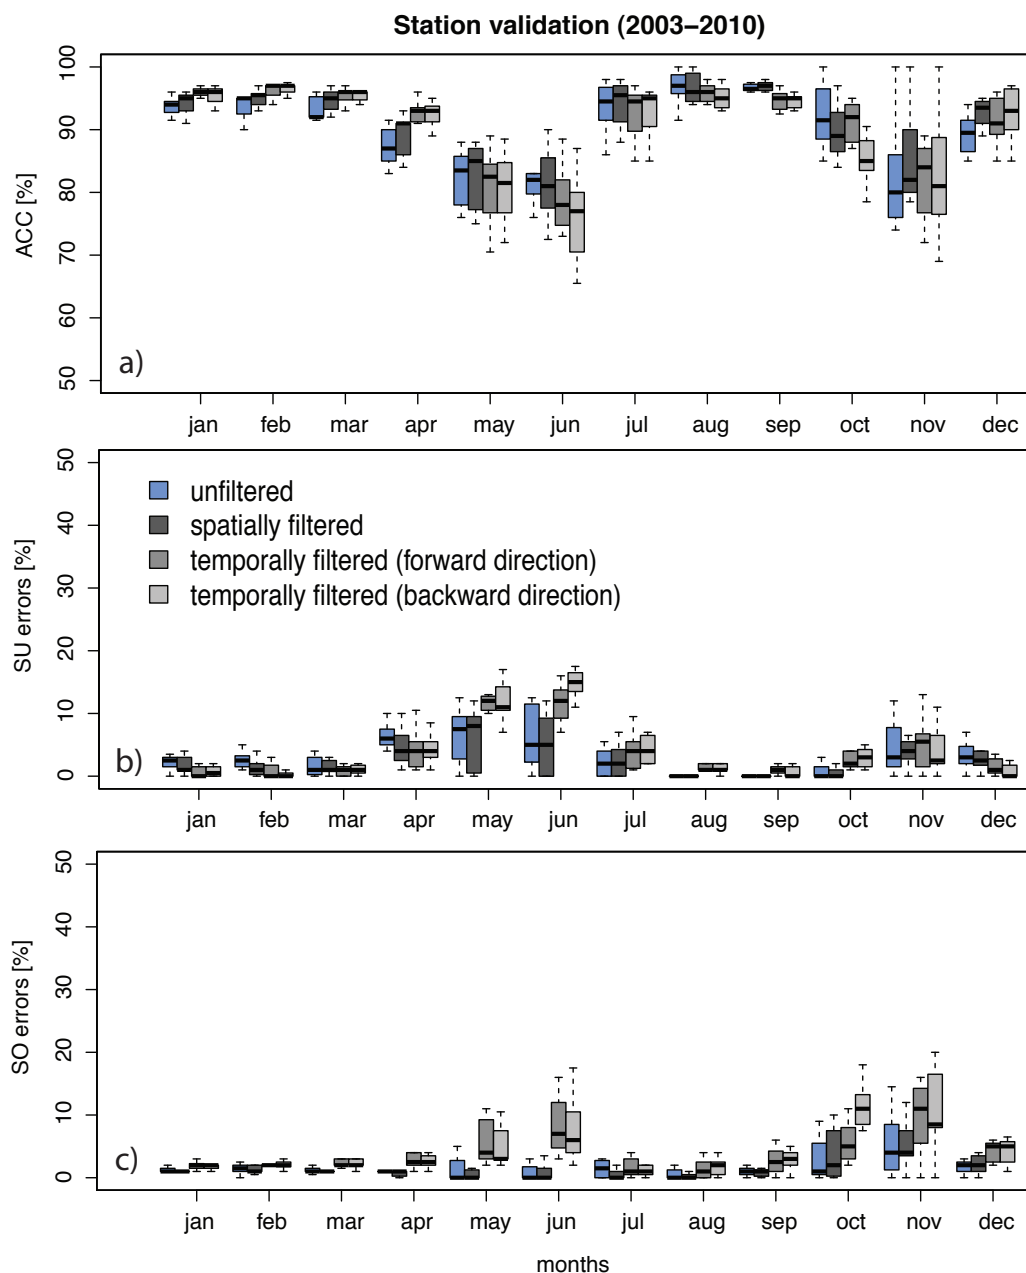 Station validation (2003–2010)
ACC [%]
100
90
80
70
60
50
a)
jan feb mar apr may jun jul aug sep oct nov dec
SU errors [%]
50
40
30
20
10
0
unfiltered
spatially filtered
temporally filtered (forward direction)
temporally filtered (backward direction)
b)
jan feb mar apr may jun jul aug sep oct nov dec
SO errors [%]
50
40
30
20
10
0
c)
jan feb mar apr may jun jul aug sep oct nov dec
months